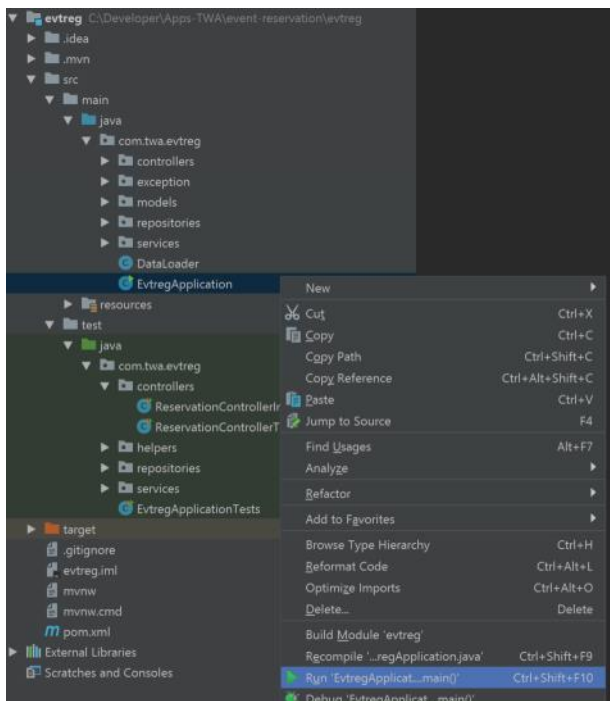 evtreg C:\Developer\Apps-TWA\event-reservation\evtreg
.idea
.mvn
src
main
java
com.twa.evtreg
controllers
exception
models
repositories
services
DataLoader
EvtregApplication
resources
test
java
com.twa.evtreg
controllers
ReservationControllerIn
ReservationControllerT
helpers
repositories
services
EvtregApplicationTests
target
.gitignore
evtreg.iml
mvnw
mvnw.cmd
pom.xml
External Libraries
Scratches and Consoles
New
Cut Ctrl+X
Copy Ctrl+C
Copy Path Ctrl+Shift+C
Copy Reference Ctrl+Alt+Shift+C
Paste Ctrl+V
Jump to Source F4
Find Usages Alt+F7
Analyze
Refactor
Add to Favorites
Browse Type Hierarchy Ctrl+H
Reformat Code Ctrl+Alt+L
Optimize Imports Ctrl+Alt+O
Delete... Delete
Build Module 'evtreg'
Recompile '...regApplication.java' Ctrl+Shift+F9
Run 'EvtregApplicat...main()' Ctrl+Shift+F10
Debug 'EvtregApplicat...main()'